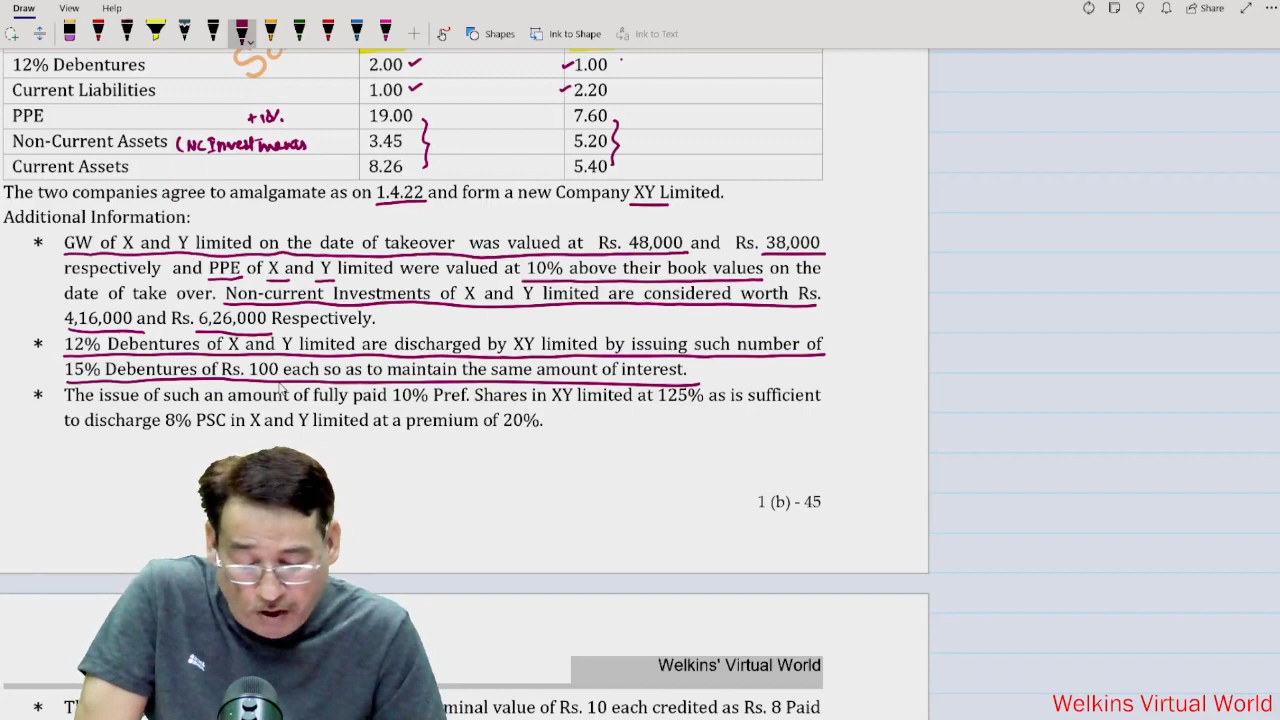 Draw View Help
Share
Shapes Ink to Shape Ink to Text
12% Debentures 2.00 1.00
Current Liabilities 1.00 2.20
PPE +10%. 19.00 7.60
Non-Current Assets (NC Investments 3.45 5.20
Current Assets 8.26 5.40
The two companies agree to amalgamate as on 1.4.22 and form a new Company XY Limited.
Additional Information:
* GW of X and Y limited on the date of takeover was valued at Rs. 48,000 and Rs. 38,000
respectively and PPE of X and Y limited were valued at 10% above their book values on the
date of take over. Non-current Investments of X and Y limited are considered worth Rs.
4,16,000 and Rs. 6,26,000 Respectively.
* 12% Debentures of X and Y limited are discharged by XY limited by issuing such number of
15% Debentures of Rs. 100 each so as to maintain the same amount of interest.
* The issue of such an amount of fully paid 10% Pref. Shares in XY limited at 125% as is sufficient
to discharge 8% PSC in X and Y limited at a premium of 20%.
1 (b) - 45
Welkins' Virtual World
* minal value of Rs. 10 each credited as Rs. 8 Paid
Welkins Virtual World